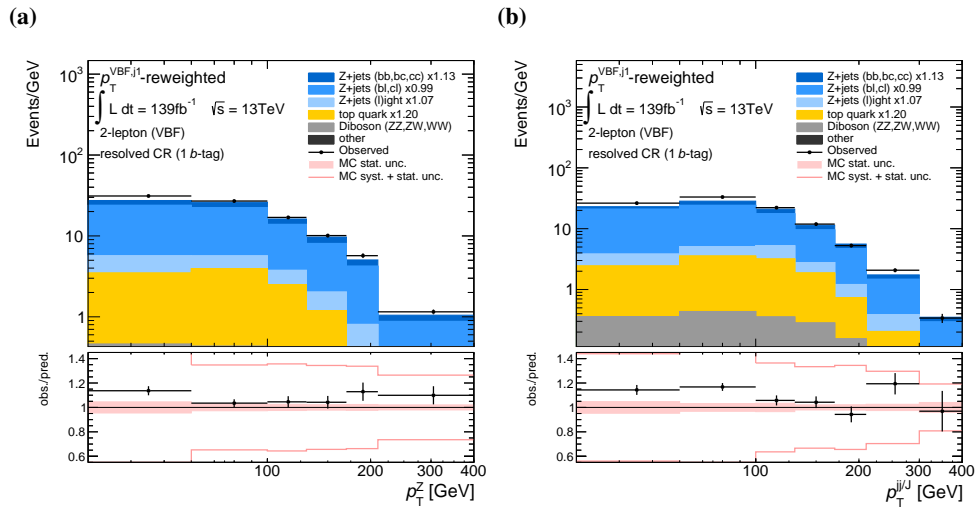 (a)
Events/GeV
10³
10²
10
1
p_T^{VBF,j1}-reweighted
∫ L dt = 139fb⁻¹ √s = 13TeV
2-lepton (VBF)
resolved CR (1 b-tag)
Z+jets (bb,bc,cc) x1.13
Z+jets (bl,cl) x0.99
Z+jets (l)ight x1.07
top quark x1.20
Diboson (ZZ,ZW,WW)
other
Observed
MC stat. unc.
MC syst. + stat. unc.
obs./pred.
1.4
1.2
1.0
0.8
0.6
100 200 300 400
p_T^Z [GeV]
(b)
Events/GeV
10³
10²
10
1
p_T^{VBF,j1}-reweighted
∫ L dt = 139fb⁻¹ √s = 13TeV
2-lepton (VBF)
resolved CR (1 b-tag)
Z+jets (bb,bc,cc) x1.13
Z+jets (bl,cl) x0.99
Z+jets (l)ight x1.07
top quark x1.20
Diboson (ZZ,ZW,WW)
other
Observed
MC stat. unc.
MC syst. + stat. unc.
obs./pred.
1.4
1.2
1.0
0.8
0.6
100 200 300 400
p_T^{jj/J} [GeV]